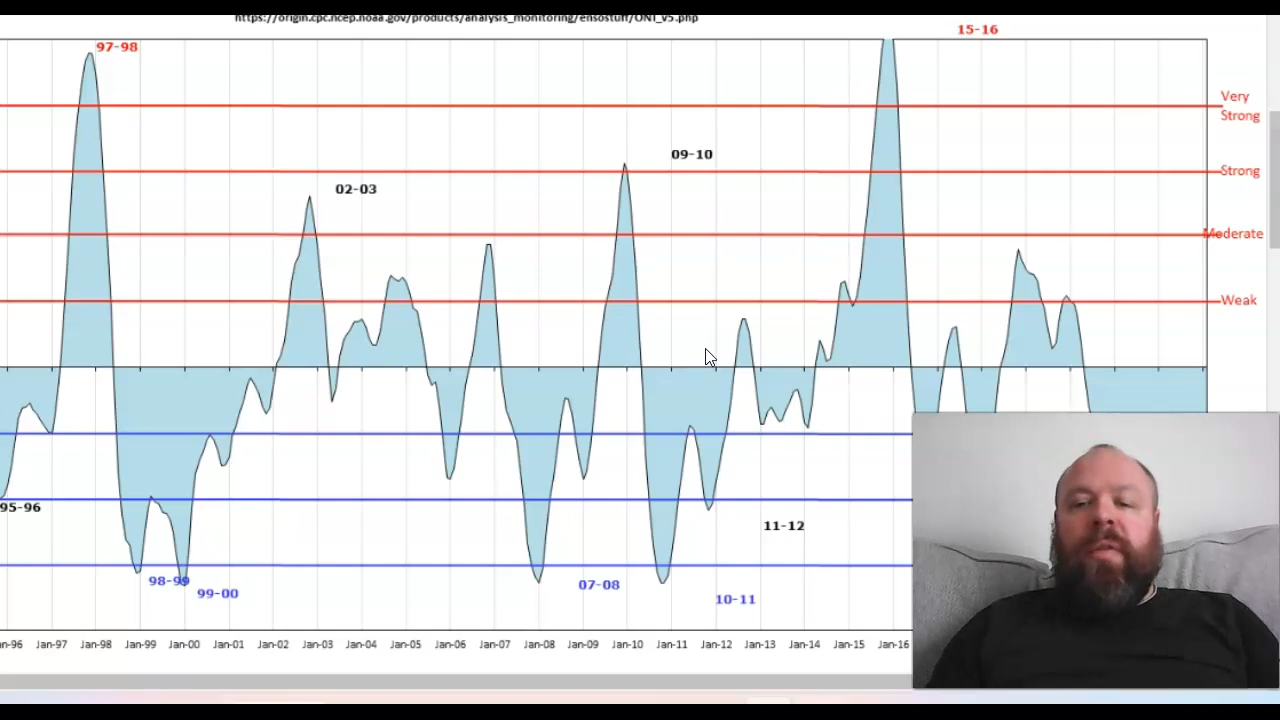 https://origin.cpc.ncep.noaa.gov/products/analysis_monitoring/ensostuff/ONI_v5.php
15-16
97-98
Very
Strong
09-10
Strong
02-03
Moderate
Weak
95-96
11-12
98-99
07-08
99-00
10-11
an-96 Jan-97 Jan-98 Jan-99 Jan-00 Jan-01 Jan-02 Jan-03 Jan-04 Jan-05 Jan-06 Jan-07 Jan-08 Jan-09 Jan-10 Jan-11 Jan-12 Jan-13 Jan-14 Jan-15 Jan-16